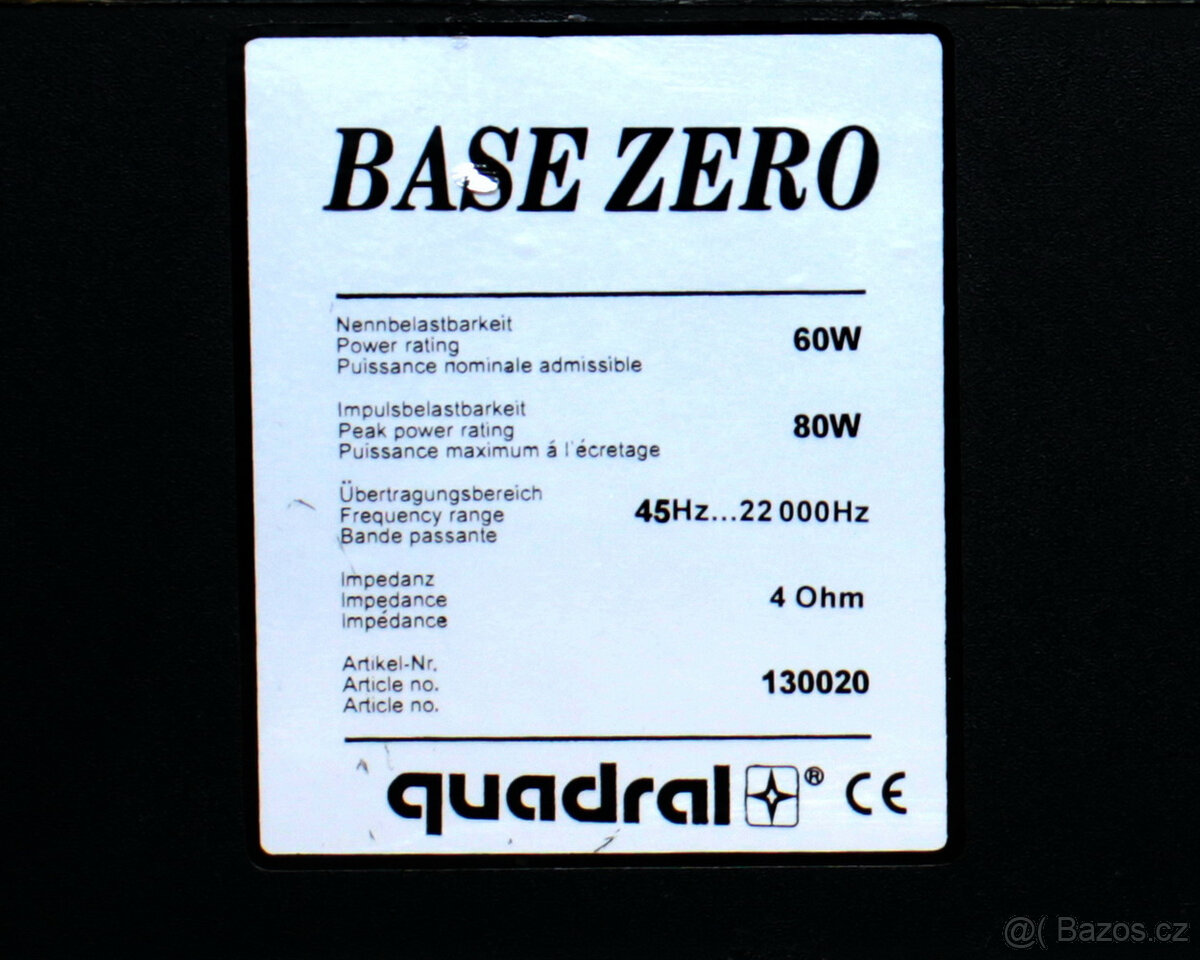 BASE ZERO
Nennbelastbarkeit
Power rating
Puissance nominale admissible
60W
Impulsbelastbarkeit
Peak power rating
Puissance maximum á l'écretage
80W
Übertragungsbereich
Frequency range
Bande passante
45Hz...22 000Hz
Impedanz
Impedance
Impédance
4 Ohm
Artikel-Nr.
Article no.
Article no.
130020
quadral ® CE
@( Bazos.cz